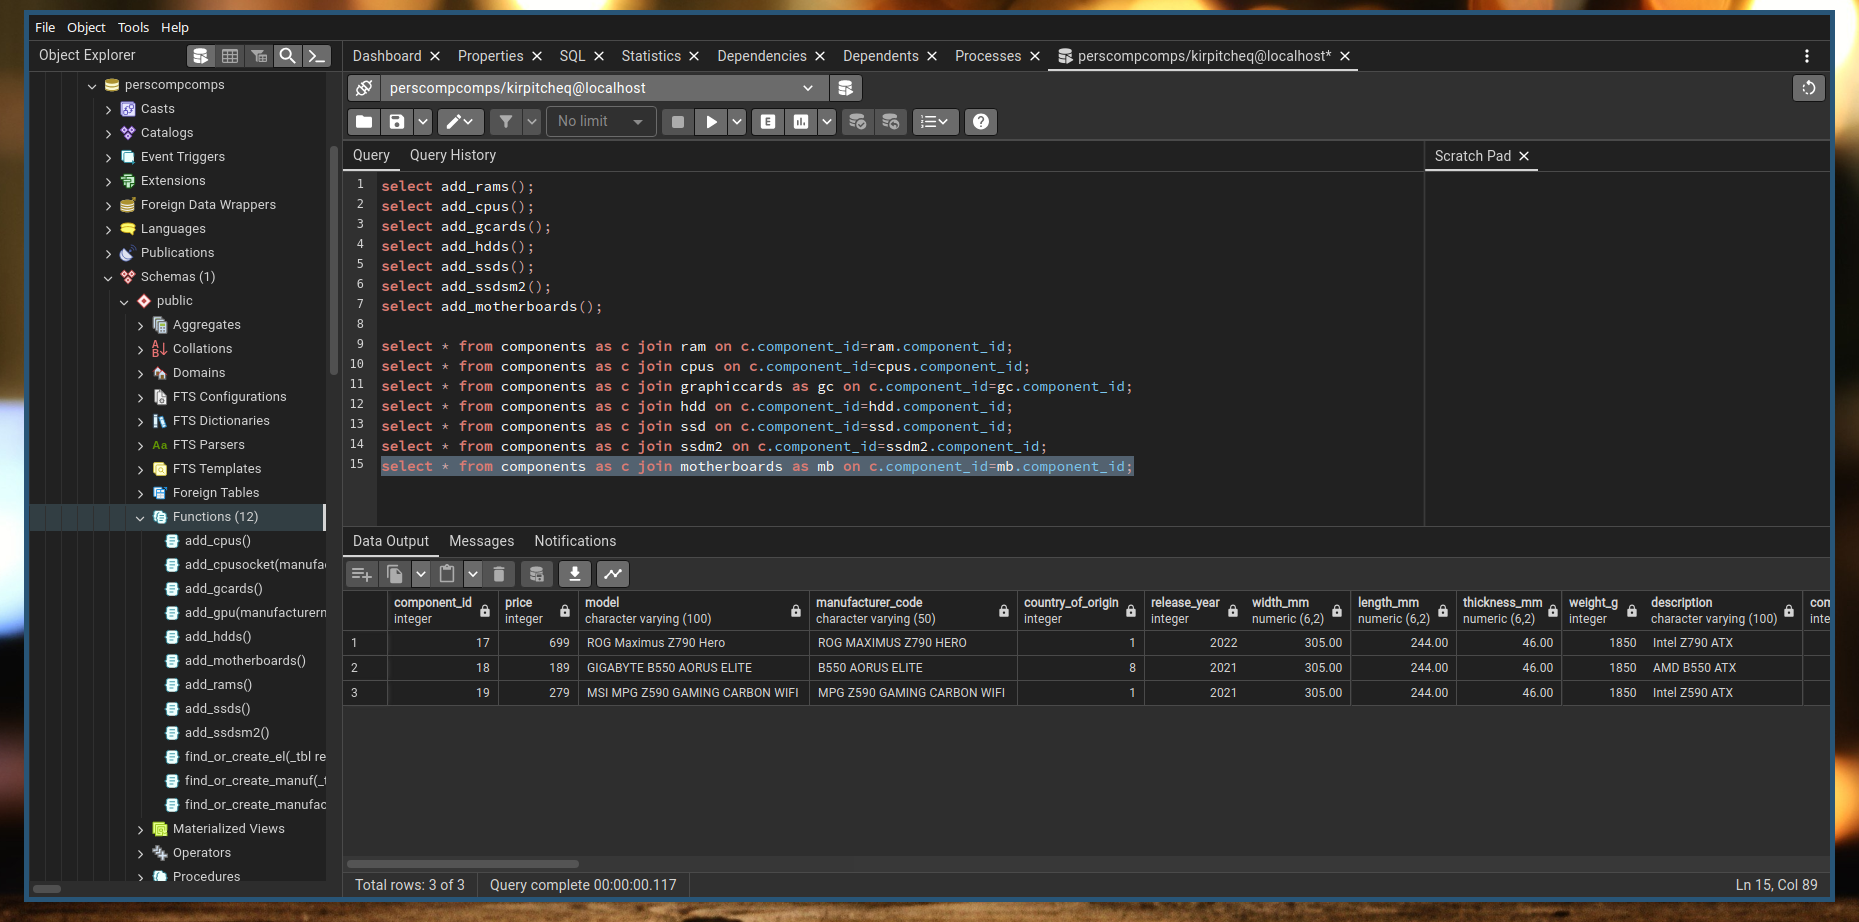 File Object Tools Help
Object Explorer
perscompcomps
Casts
Catalogs
Event Triggers
Extensions
Foreign Data Wrappers
Languages
Publications
Schemas (1)
public
Aggregates
Collations
Domains
FTS Configurations
FTS Dictionaries
Aa FTS Parsers
FTS Templates
Foreign Tables
Functions (12)
add_cpus()
add_cpusocket(manufac
add_gcards()
add_gpu(manufacturern
add_hdds()
add_motherboards()
add_rams()
add_ssds()
add_ssdsm2()
find_or_create_el(_tbl re
find_or_create_manuf(_t
find_or_create_manufac
Materialized Views
Operators
Procedures
Dashboard Properties SQL Statistics Dependencies Dependents Processes perscompcomps/kirpitcheq@localhost*
perscompcomps/kirpitcheq@localhost
No limit E
Query Query History Scratch Pad
1 select add_rams();
2 select add_cpus();
3 select add_gcards();
4 select add_hdds();
5 select add_ssds();
6 select add_ssdsm2();
7 select add_motherboards();
8
9 select * from components as c join ram on c.component_id=ram.component_id;
10 select * from components as c join cpus on c.component_id=cpus.component_id;
11 select * from components as c join graphiccards as gc on c.component_id=gc.component_id;
12 select * from components as c join hdd on c.component_id=hdd.component_id;
13 select * from components as c join ssd on c.component_id=ssd.component_id;
14 select * from components as c join ssdm2 on c.component_id=ssdm2.component_id;
15 select * from components as c join motherboards as mb on c.component_id=mb.component_id;
Data Output Messages Notifications
component_id price model manufacturer_code country_of_origin release_year width_mm length_mm thickness_mm weight_g description com
integer integer character varying (100) character varying (50) integer integer numeric (6,2) numeric (6,2) numeric (6,2) integer character varying (100) inte
1 17 699 ROG Maximus Z790 Hero ROG MAXIMUS Z790 HERO 1 2022 305.00 244.00 46.00 1850 Intel Z790 ATX
2 18 189 GIGABYTE B550 AORUS ELITE B550 AORUS ELITE 8 2021 305.00 244.00 46.00 1850 AMD B550 ATX
3 19 279 MSI MPG Z590 GAMING CARBON WIFI MPG Z590 GAMING CARBON WIFI 1 2021 305.00 244.00 46.00 1850 Intel Z590 ATX
Total rows: 3 of 3 Query complete 00:00:00.117 Ln 15, Col 89